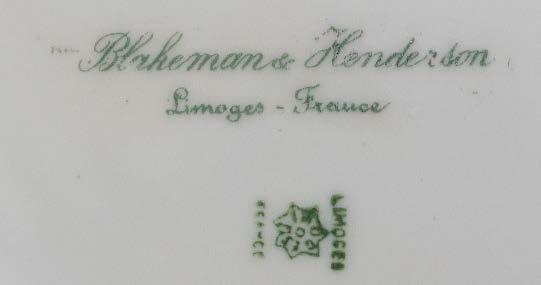 Blakeman & Henderson
Limoges - France
LIMOGES
FRANCE